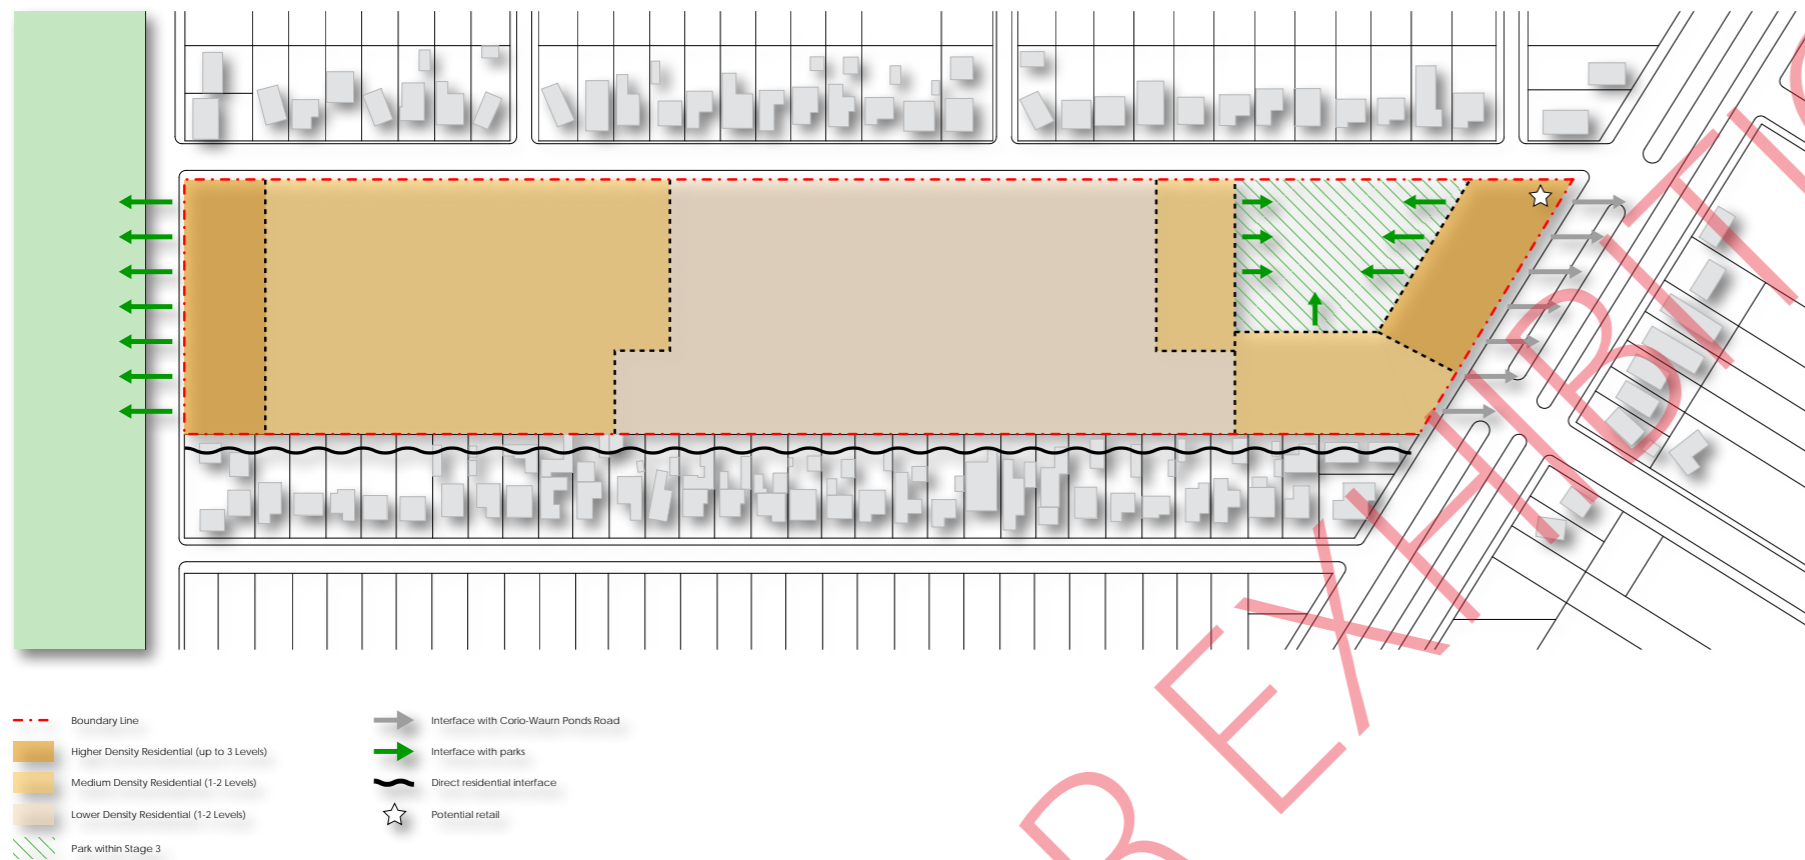 Boundary Line
Higher Density Residential (up to 3 Levels)
Medium Density Residential (1-2 Levels)
Lower Density Residential (1-2 Levels)
Park within Stage 3
Interface with Corio-Waurn Ponds Road
Interface with parks
Direct residential interface
Potential retail
R EXHIBITIO